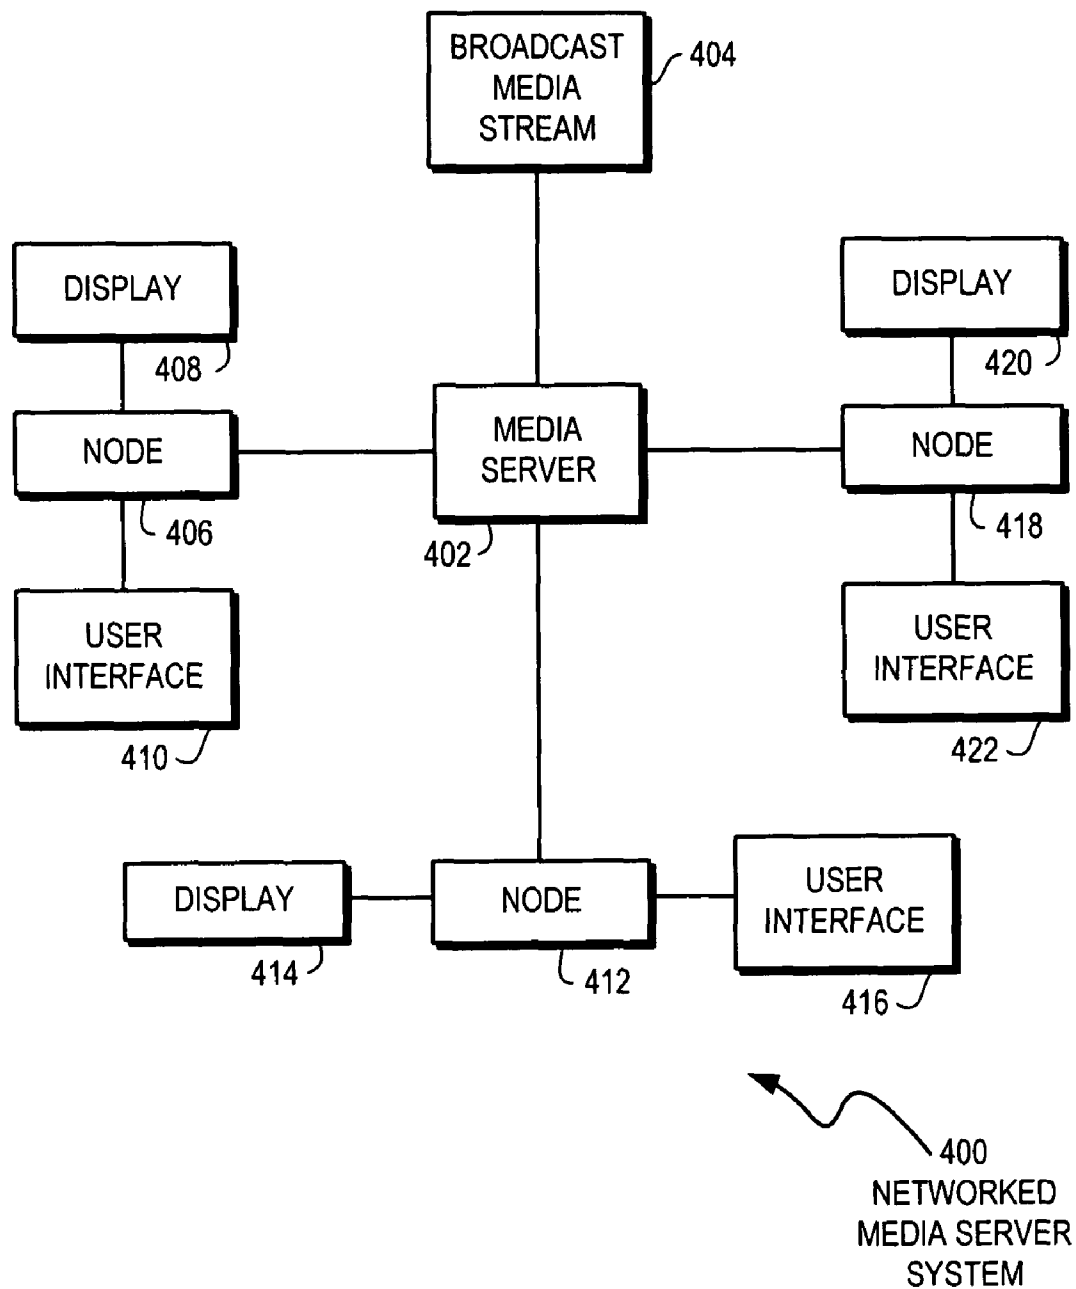 BROADCAST
MEDIA
STREAM
404
DISPLAY
408
DISPLAY
420
NODE
406
MEDIA
SERVER
402
NODE
418
USER
INTERFACE
410
USER
INTERFACE
422
DISPLAY
414
NODE
412
USER
INTERFACE
416
400
NETWORKED
MEDIA SERVER
SYSTEM